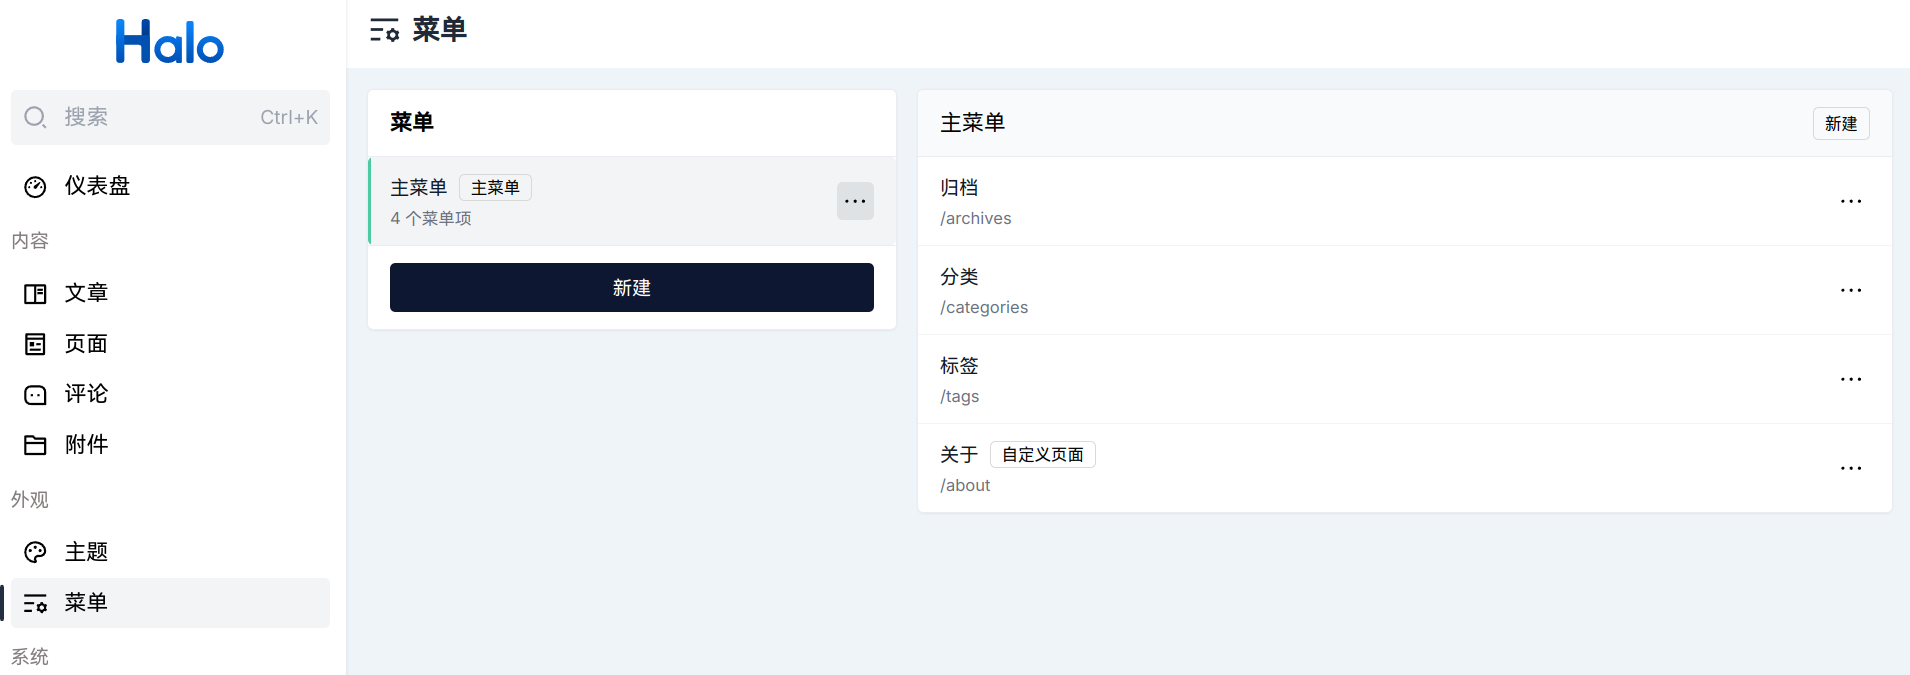 Halo
搜索 Ctrl+K
仪表盘
内容
文章
页面
评论
附件
外观
主题
菜单
系统
菜单
菜单
主菜单 主菜单
4 个菜单项
新建
主菜单 新建
归档
/archives
分类
/categories
标签
/tags
关于 自定义页面
/about